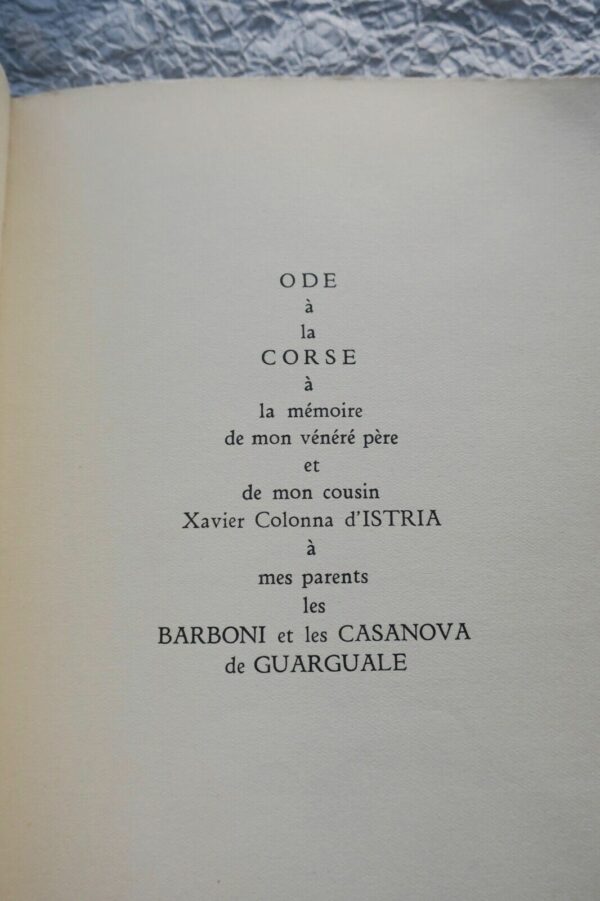 ODE
à
la
CORSE
à
la mémoire
de mon vénéré père
et
de mon cousin
Xavier Colonna d'ISTRIA
à
mes parents
les
BARBONI et les CASANOVA
de GUARGUALE